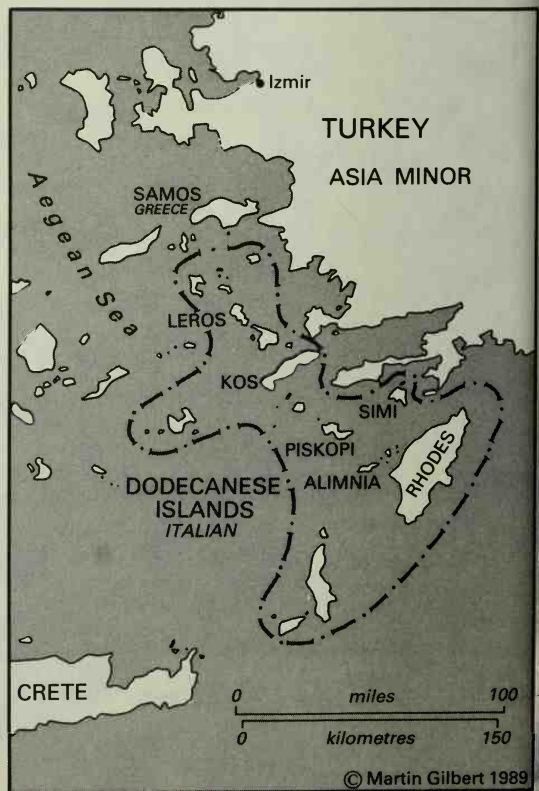 Izmir
TURKEY
ASIA MINOR
SAMOS
GREECE
Aegean Sea
LEROS
KOS
SIMI
PISKOPI
ALIMNIA
RHODES
DODECANESE
ISLANDS
ITALIAN
CRETE
0 miles 100
0 kilometres 150
© Martin Gilbert 1989